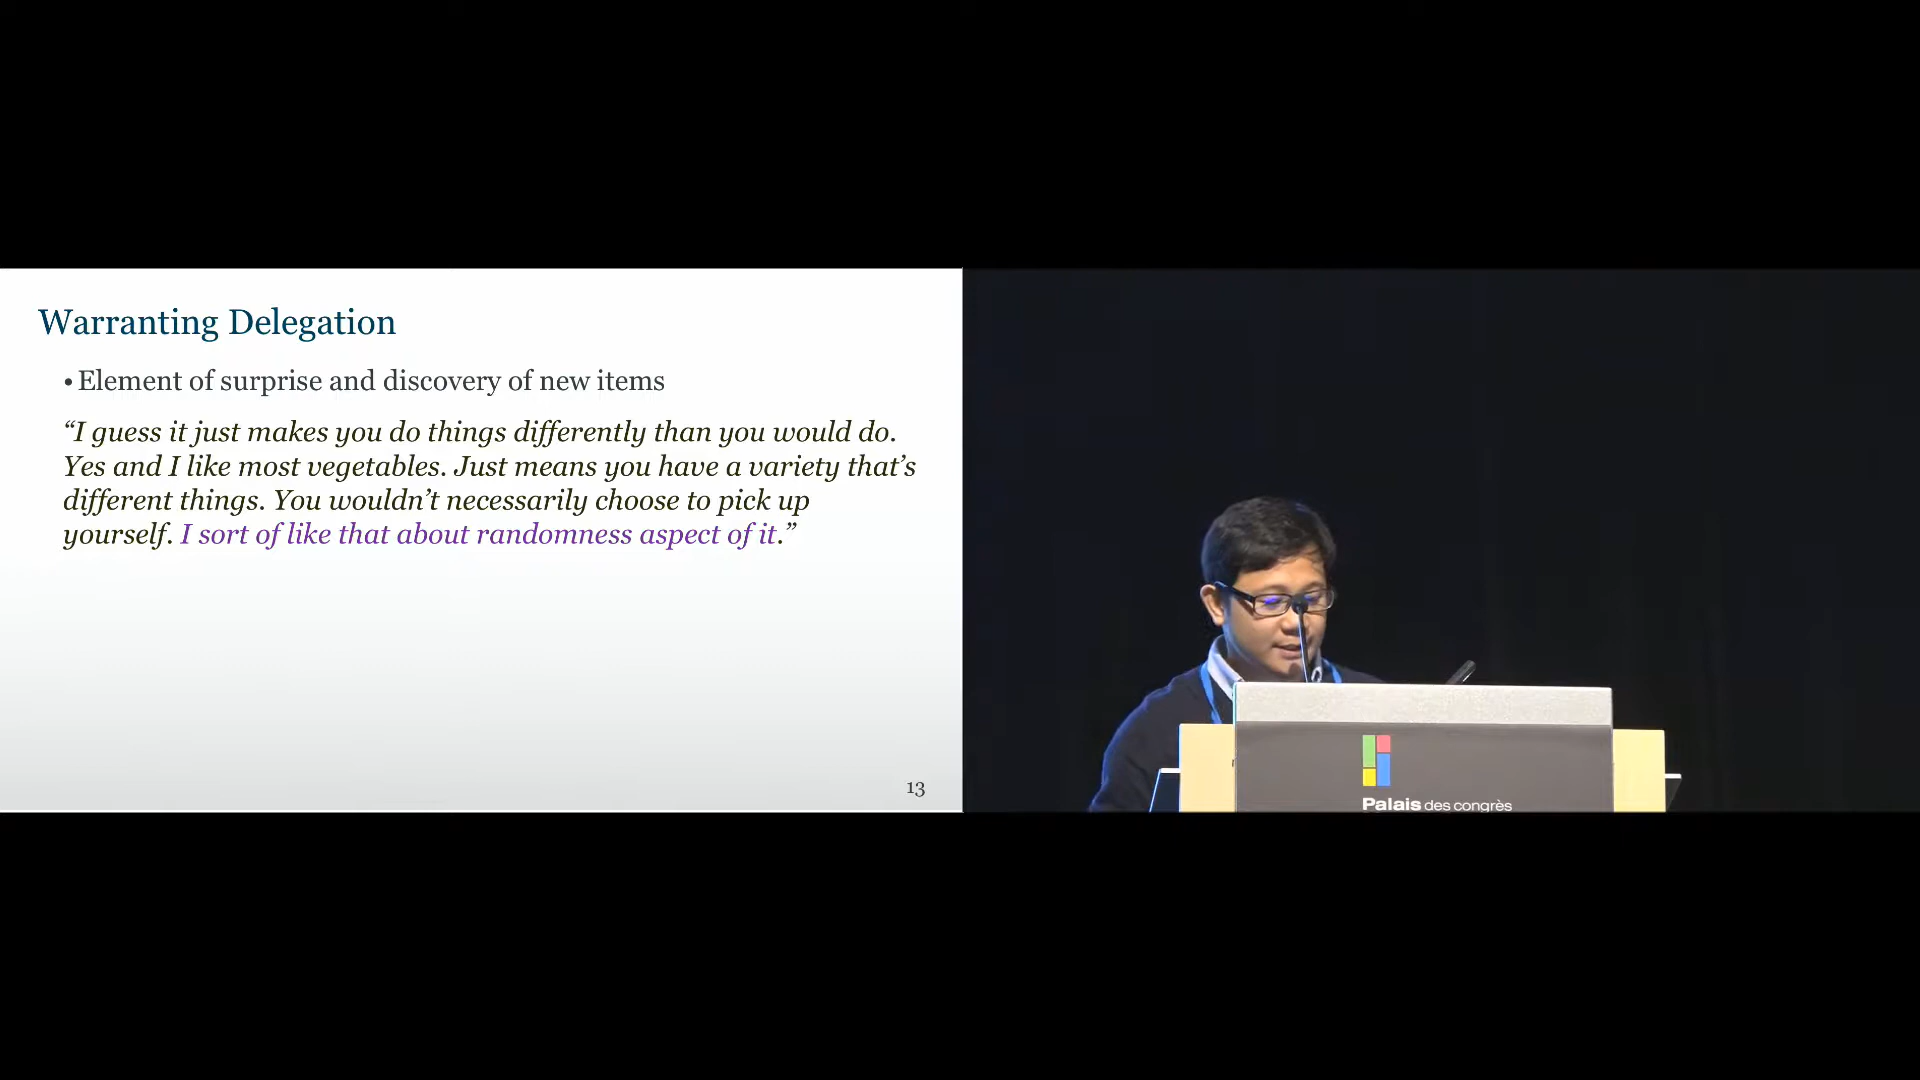 Warranting Delegation
• Element of surprise and discovery of new items
“I guess it just makes you do things differently than you would do.
Yes and I like most vegetables. Just means you have a variety that’s
different things. You wouldn’t necessarily choose to pick up
yourself. I sort of like that about randomness aspect of it.”
13
Palais des congrès